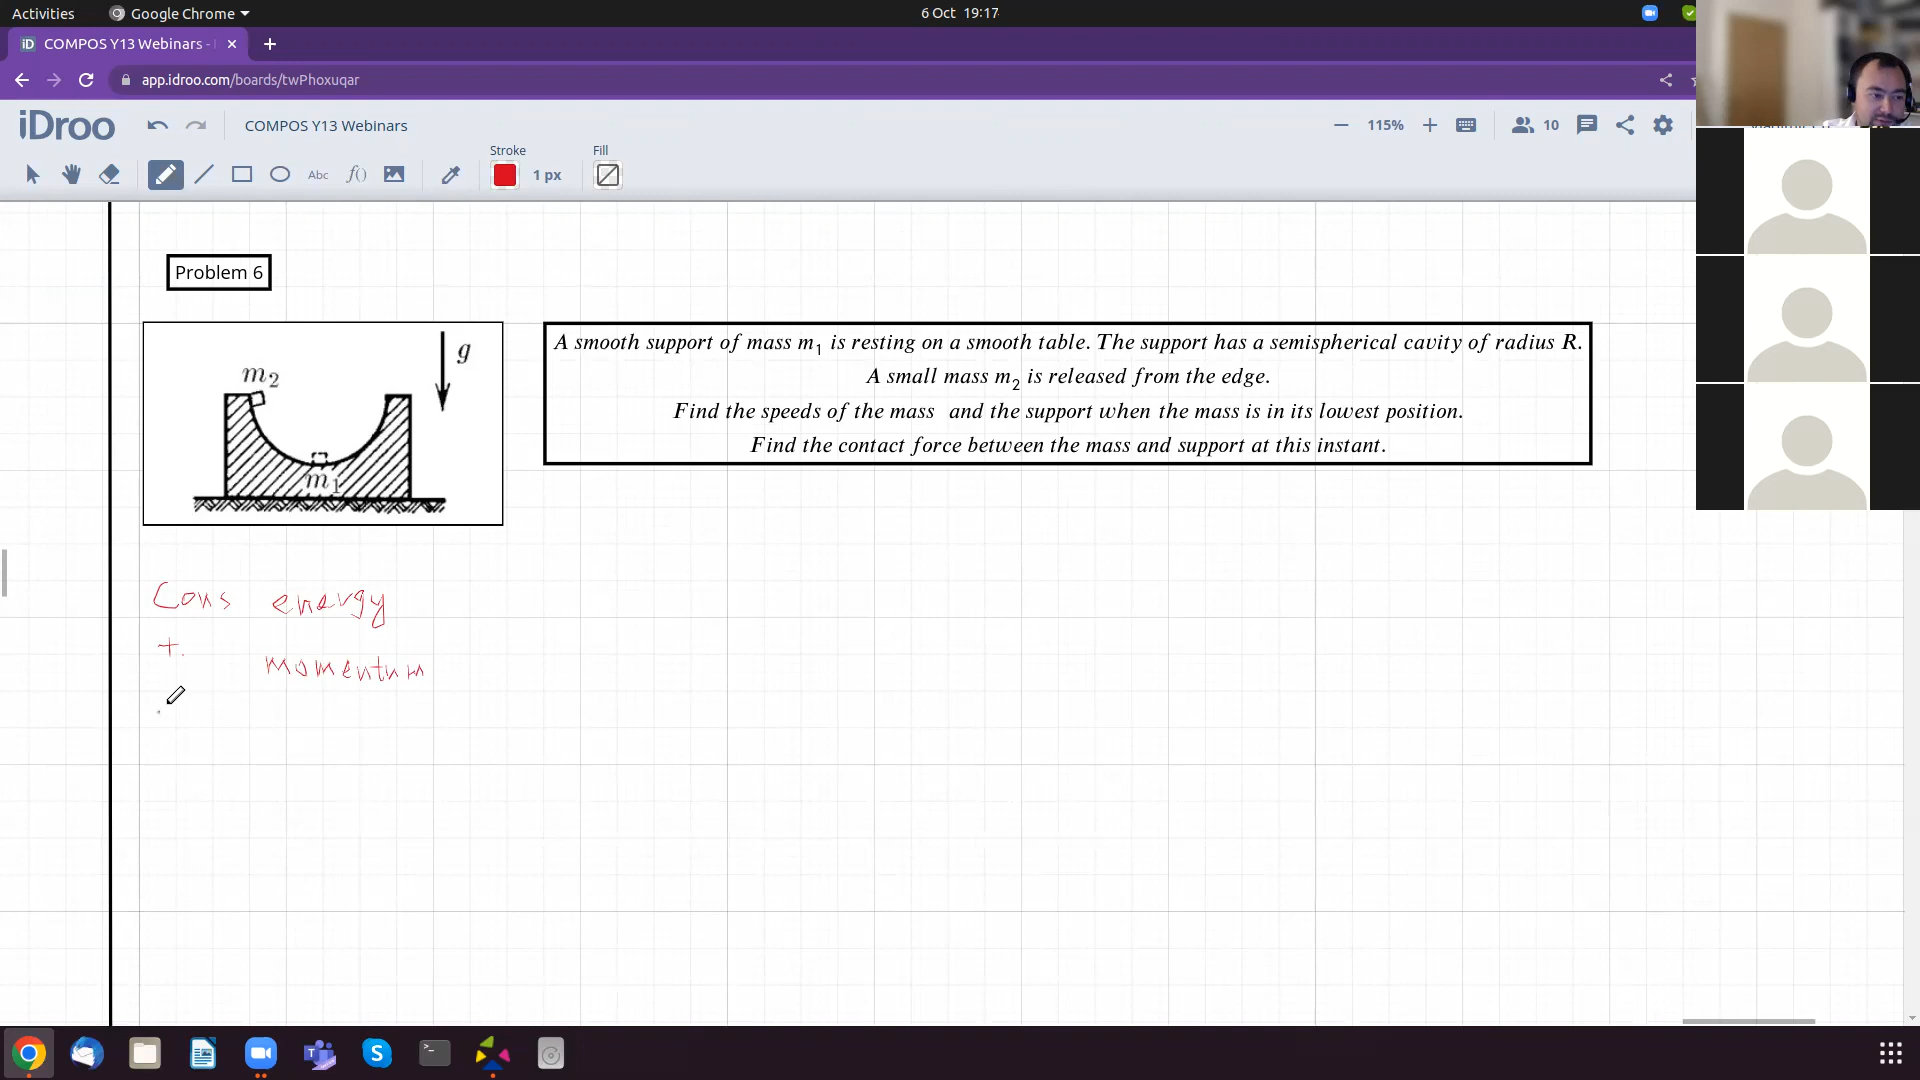 Activities
Google Chrome
6 Oct 19:17
iD COMPOS Y13 Webinars -
app.idroo.com/boards/twPhoxuqar
iDroo
COMPOS Y13 Webinars
115%
10
Stroke
Fill
Abc
f()
1 px
Problem 6
g
m2
m1
A smooth support of mass m1 is resting on a smooth table. The support has a semispherical cavity of radius R.
A small mass m2 is released from the edge.
Find the speeds of the mass and the support when the mass is in its lowest position.
Find the contact force between the mass and support at this instant.
Cons energy
+
momentum